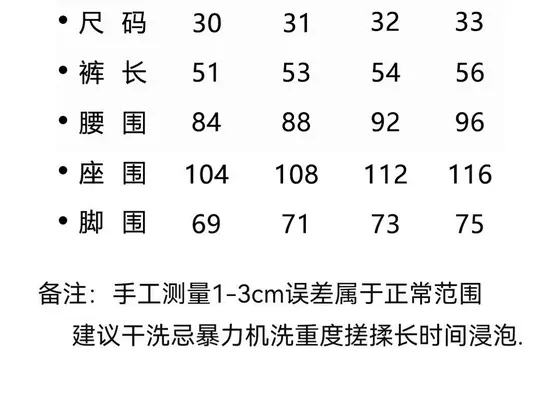 • 尺 码 30 31 32 33
• 裤 长 51 53 54 56
• 腰 围 84 88 92 96
• 座 围 104 108 112 116
• 脚 围 69 71 73 75
备注：手工测量1-3cm误差属于正常范围
建议干洗忌暴力机洗重度搓揉长时间浸泡.